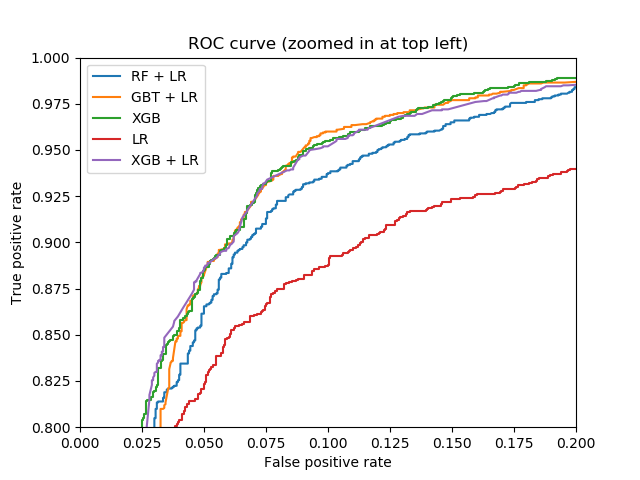 ROC curve (zoomed in at top left)
1.000
0.975
0.950
0.925
0.900
0.875
0.850
0.825
0.800
True positive rate
RF + LR
GBT + LR
XGB
LR
XGB + LR
0.000 0.025 0.050 0.075 0.100 0.125 0.150 0.175 0.200
False positive rate